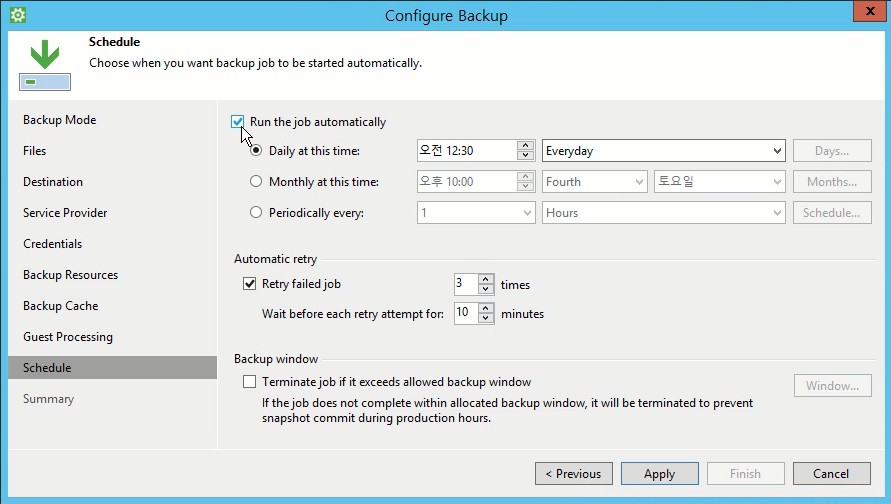 Configure Backup
x
Schedule
Choose when you want backup job to be started automatically.
Backup Mode
Files
Destination
Service Provider
Credentials
Backup Resources
Backup Cache
Guest Processing
Schedule
Summary
Run the job automatically
Daily at this time: 오전 12:30 Everyday Days...
Monthly at this time: 오후 10:00 Fourth 토요일 Months...
Periodically every: 1 Hours Schedule...
Automatic retry
Retry failed job 3 times
Wait before each retry attempt for: 10 minutes
Backup window
Terminate job if it exceeds allowed backup window Window...
If the job does not complete within allocated backup window, it will be terminated to prevent
snapshot commit during production hours.
< Previous Apply Finish Cancel